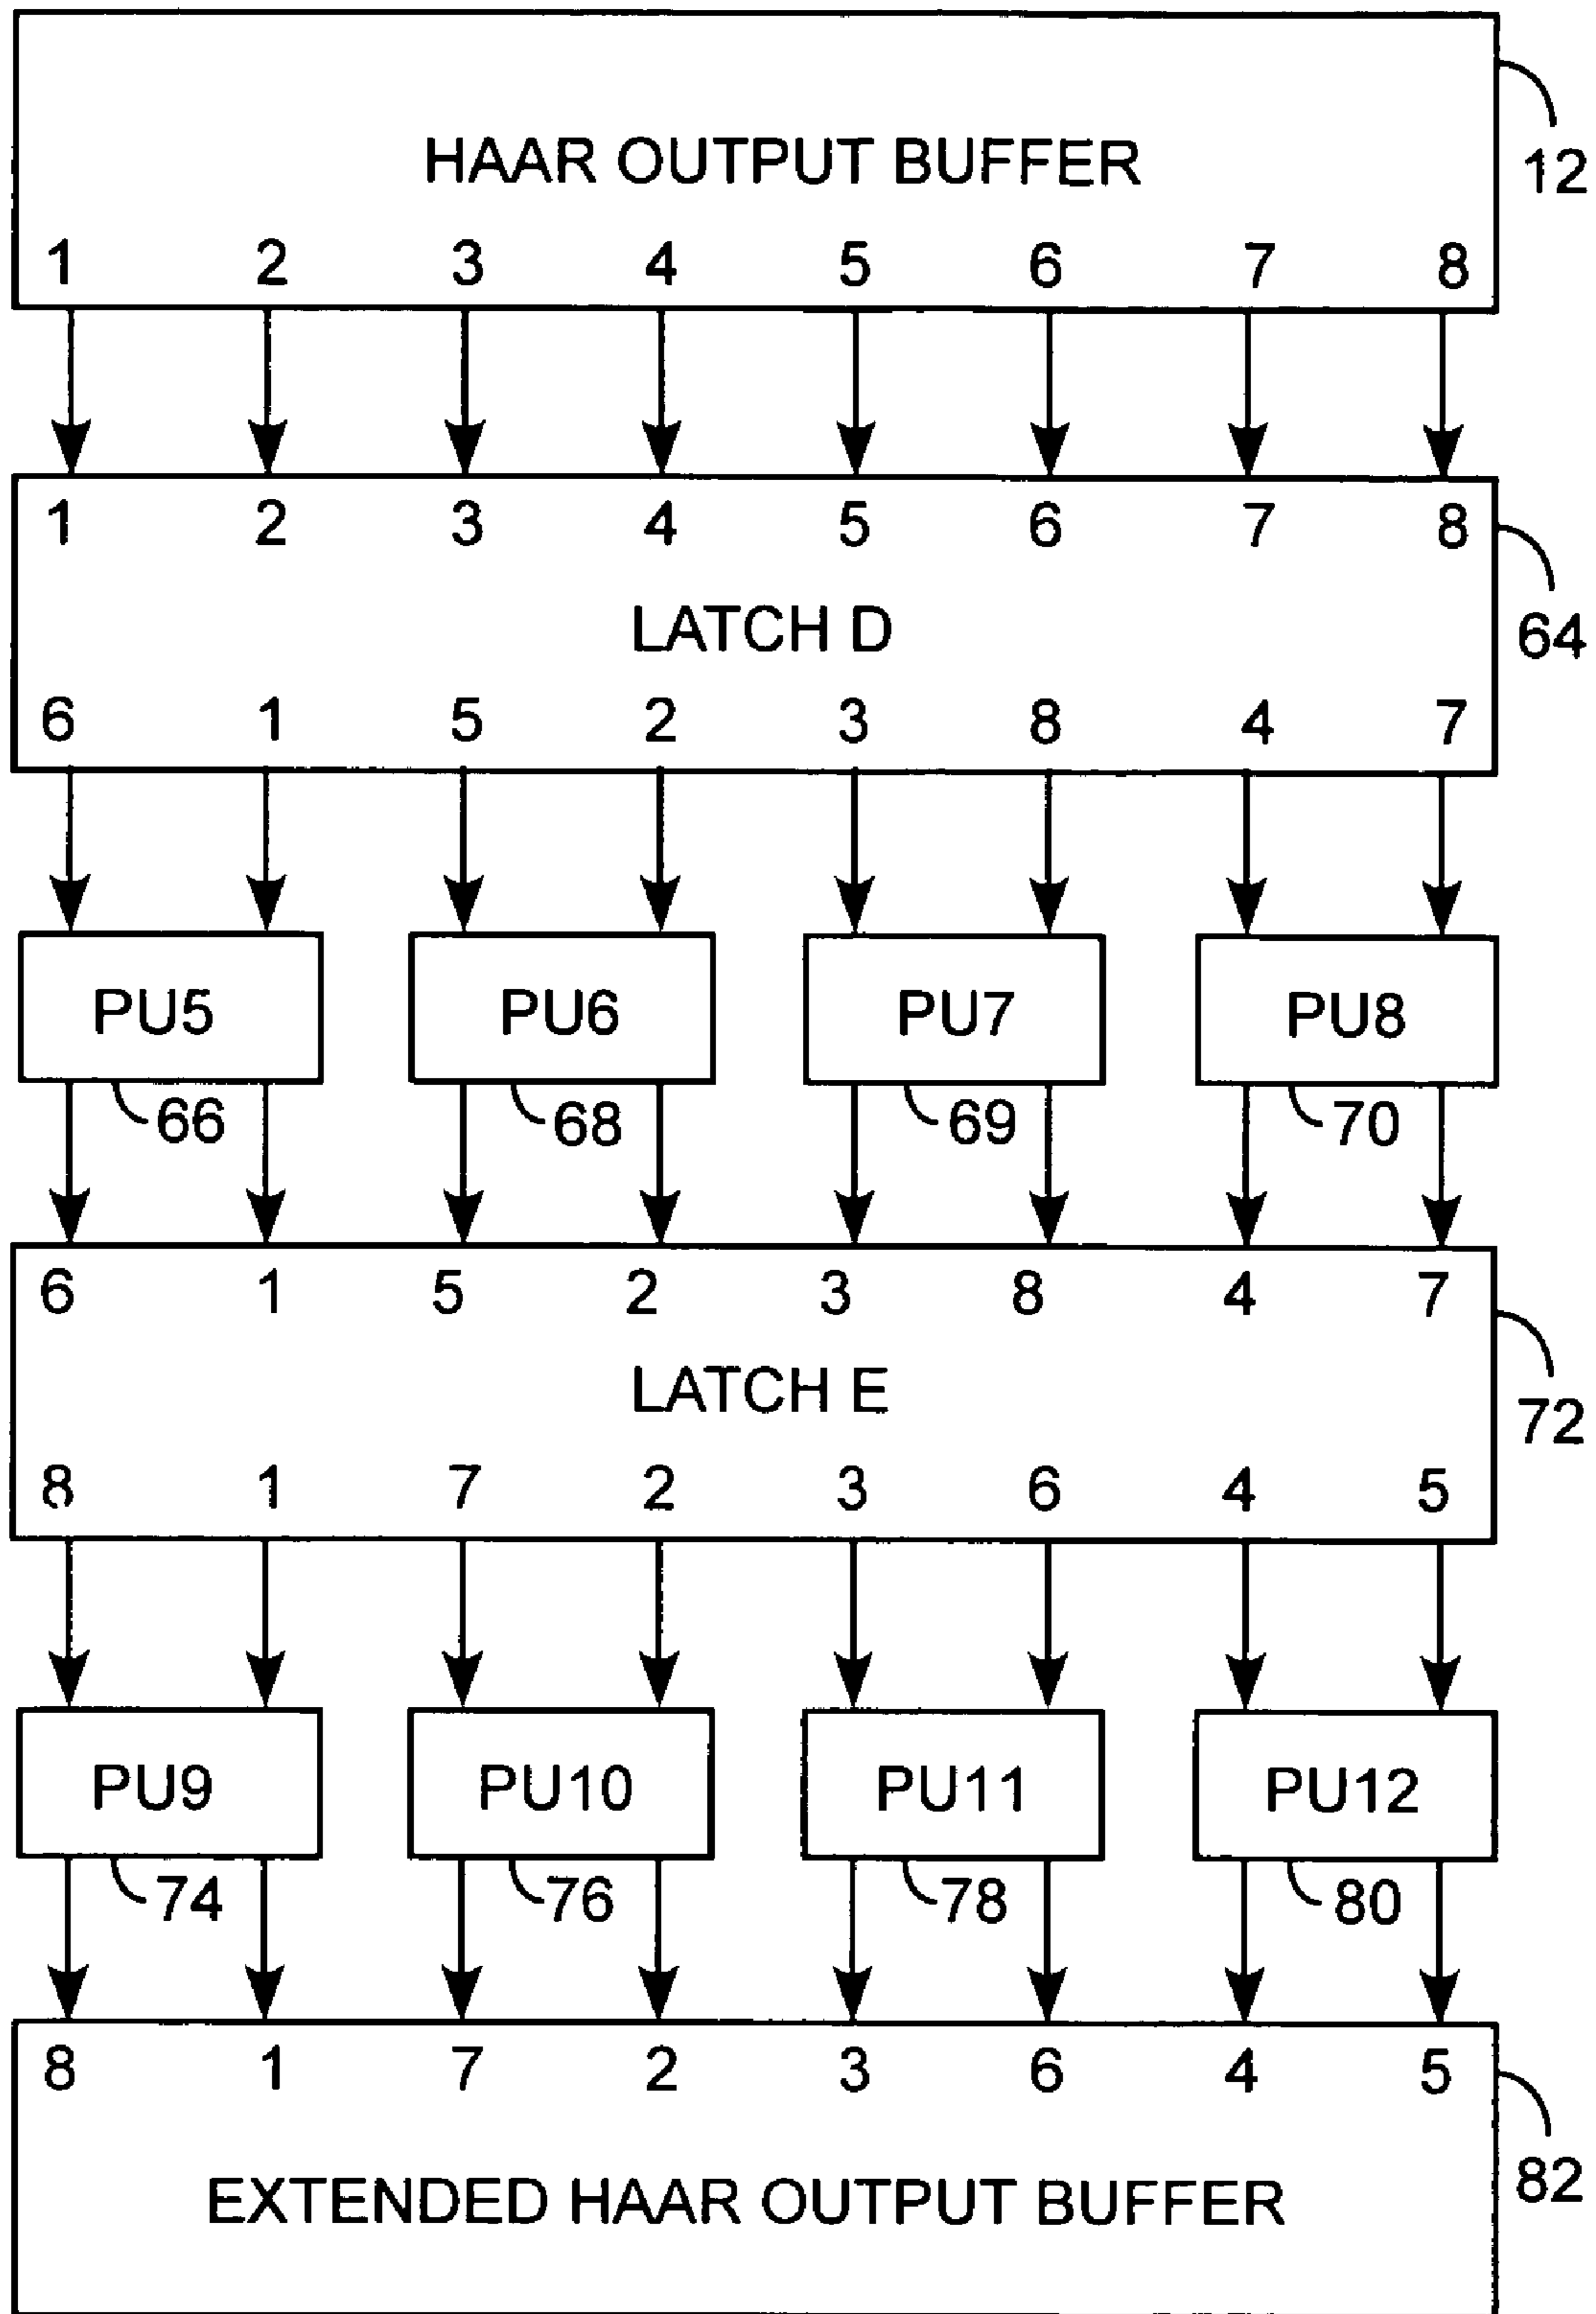 HAAR OUTPUT BUFFER
12
1 2 3 4 5 6 7 8
1 2 3 4 5 6 7 8
LATCH D
64
6 1 5 2 3 8 4 7
PU5 PU6 PU7 PU8
66 68 69 70
6 1 5 2 3 8 4 7
LATCH E
72
8 1 7 2 3 6 4 5
PU9 PU10 PU11 PU12
74 76 78 80
8 1 7 2 3 6 4 5
EXTENDED HAAR OUTPUT BUFFER
82